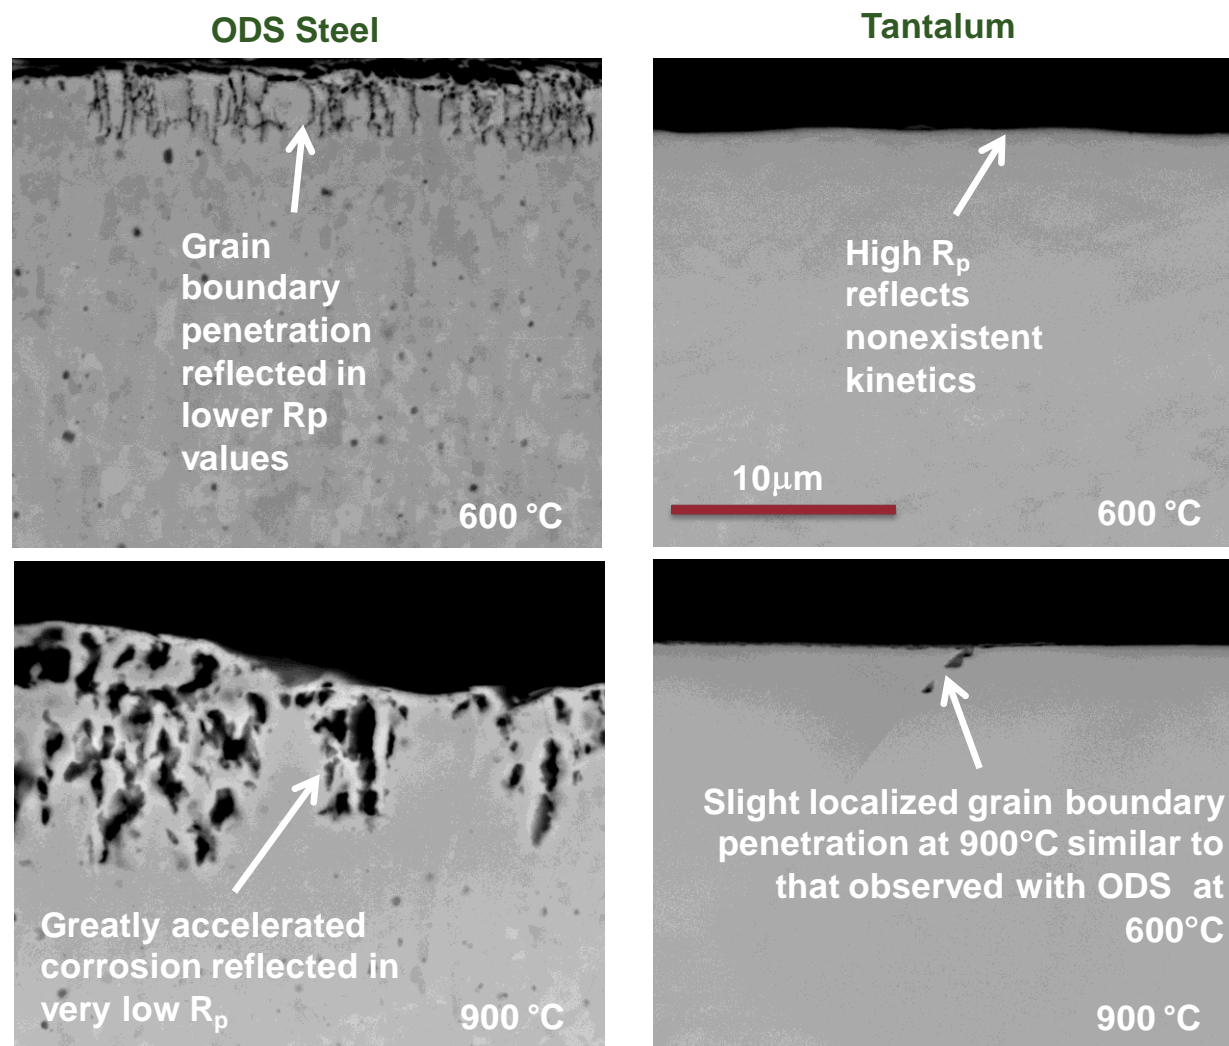 ODS Steel
Tantalum
Grain
boundary
penetration
reflected in
lower Rp
values
600 °C
High Rp
reflects
nonexistent
kinetics
10μm
600 °C
Greatly accelerated
corrosion reflected in
very low Rp
900 °C
Slight localized grain boundary
penetration at 900°C similar to
that observed with ODS at
600°C
900 °C